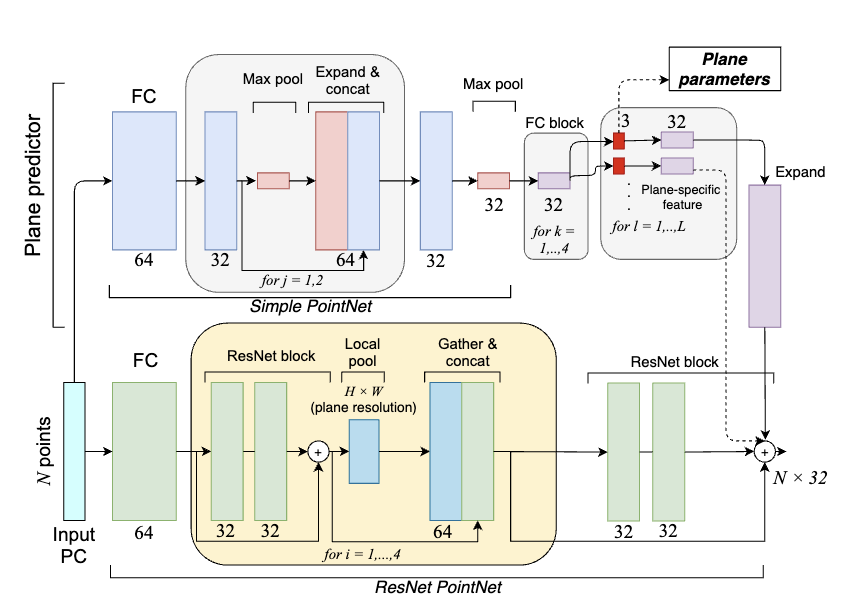 Plane
parameters
Plane predictor
FC
Max pool
Expand &
concat
Max pool
FC block
3
32
Expand
Plane-specific
feature
for l = 1,..,L
64
32
64
for j = 1,2
32
32
32
for k =
1,..,4
Simple PointNet
N points
Input
PC
FC
ResNet block
Local
pool
H × W
(plane resolution)
Gather &
concat
ResNet block
+
+
N × 32
64
32
32
64
for i = 1,...,4
32
32
ResNet PointNet